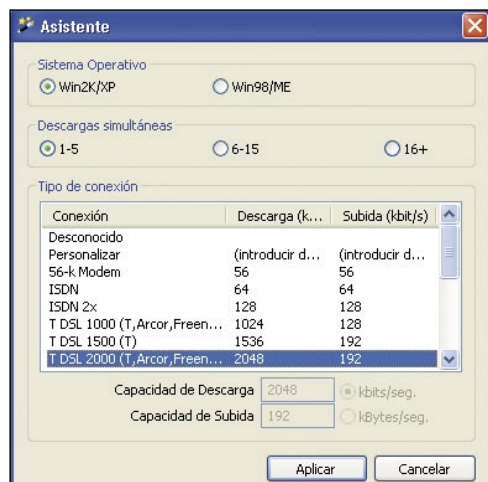 Asistente
Sistema Operativo
Win2K/XP Win98/ME
Descargas simultáneas
1-5 6-15 16+
Tipo de conexión
Conexión Descarga (k... Subida (kbit/s)
Desconocido
Personalizar (introducir d... (introducir d...
56-k Modem 56 56
ISDN 64 64
ISDN 2x 128 128
T DSL 1000 (T,Arcor,Freen... 1024 128
T DSL 1500 (T) 1536 192
T DSL 2000 (T,Arcor,Freen... 2048 192
Capacidad de Descarga 2048 kbits/seg.
Capacidad de Subida 192 kBytes/seg.
Aplicar Cancelar